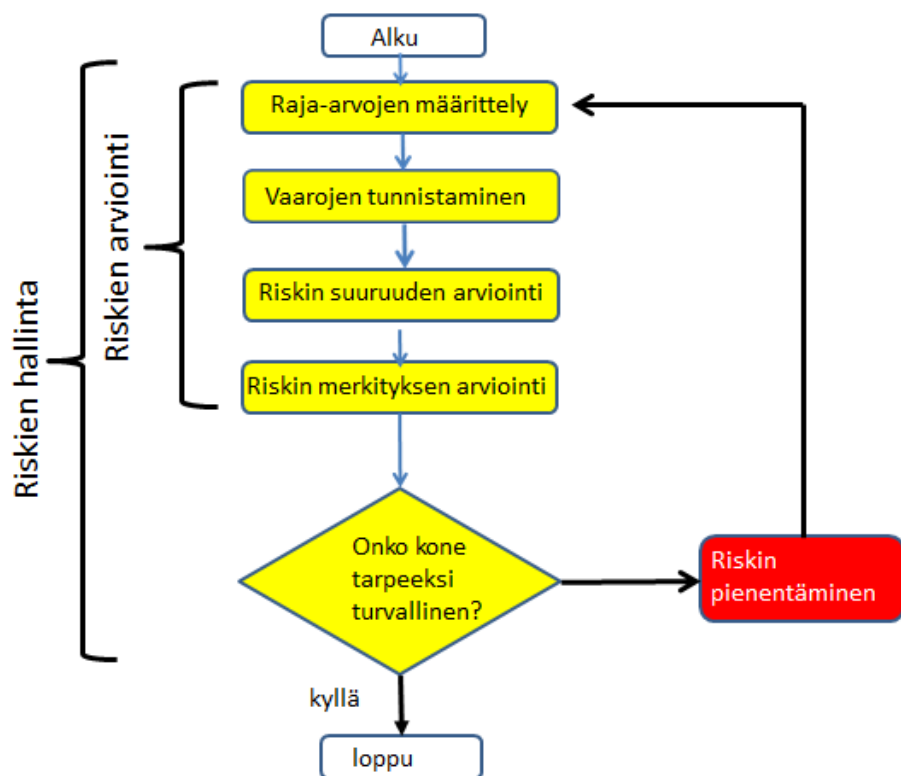 Alku
Raja-arvojen määrittely
Vaarojen tunnistaminen
Riskin suuruuden arviointi
Riskin merkityksen arviointi
Onko kone
tarpeeksi
turvallinen?
Riskin
pienentäminen
kyllä
loppu
Riskien arviointi
Riskien hallinta